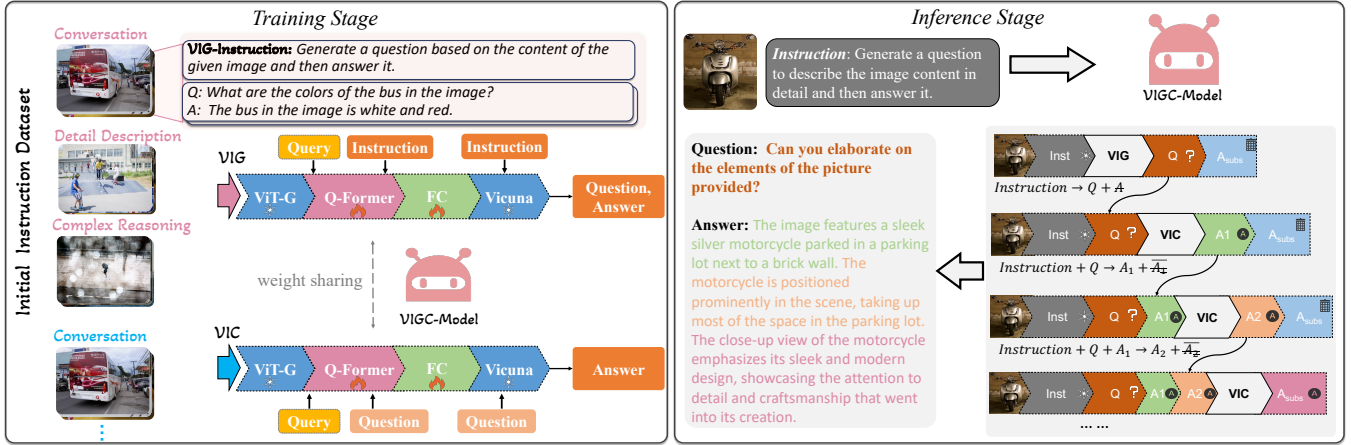 Training Stage
Initial Instruction Dataset
Conversation
VIG-Instruction: Generate a question based on the content of the
given image and then answer it.
Q: What are the colors of the bus in the image?
A: The bus in the image is white and red.
Detail Description
Complex Reasoning
Conversation
VIG
Query
Instruction
Instruction
ViT-G
Q-Former
FC
Vicuna
Question,
Answer
weight sharing
VIGC-Model
VIC
ViT-G
Q-Former
FC
Vicuna
Answer
Query
Question
Question
Inference Stage
Instruction: Generate a question
to describe the image content in
detail and then answer it.
VIGC-Model
Question: Can you elaborate on
the elements of the picture
provided?
Answer: The image features a sleek
silver motorcycle parked in a parking
lot next to a brick wall. The
motorcycle is positioned
prominently in the scene, taking up
most of the space in the parking lot.
The close-up view of the motorcycle
emphasizes its sleek and modern
design, showcasing the attention to
detail and craftsmanship that went
into its creation.
Inst VIG Q ? Asubs
Instruction → Q + A
Inst Q ? VIC A1 A Asubs
Instruction + Q → A1 + A2
Inst Q ? A1 A VIC A2 A Asubs
Instruction + Q + A1 → A2 + A3
Inst Q ? A1 A A2 A VIC Asubs A
... ...